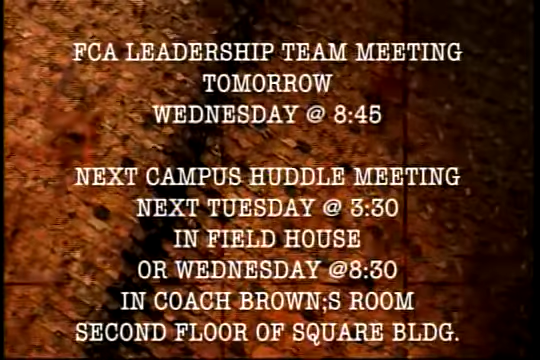 FCA LEADERSHIP TEAM MEETING
TOMORROW
WEDNESDAY @ 8:45
NEXT CAMPUS HUDDLE MEETING
NEXT TUESDAY @ 3:30
IN FIELD HOUSE
OR WEDNESDAY @8:30
IN COACH BROWN;S ROOM
SECOND FLOOR OF SQUARE BLDG.